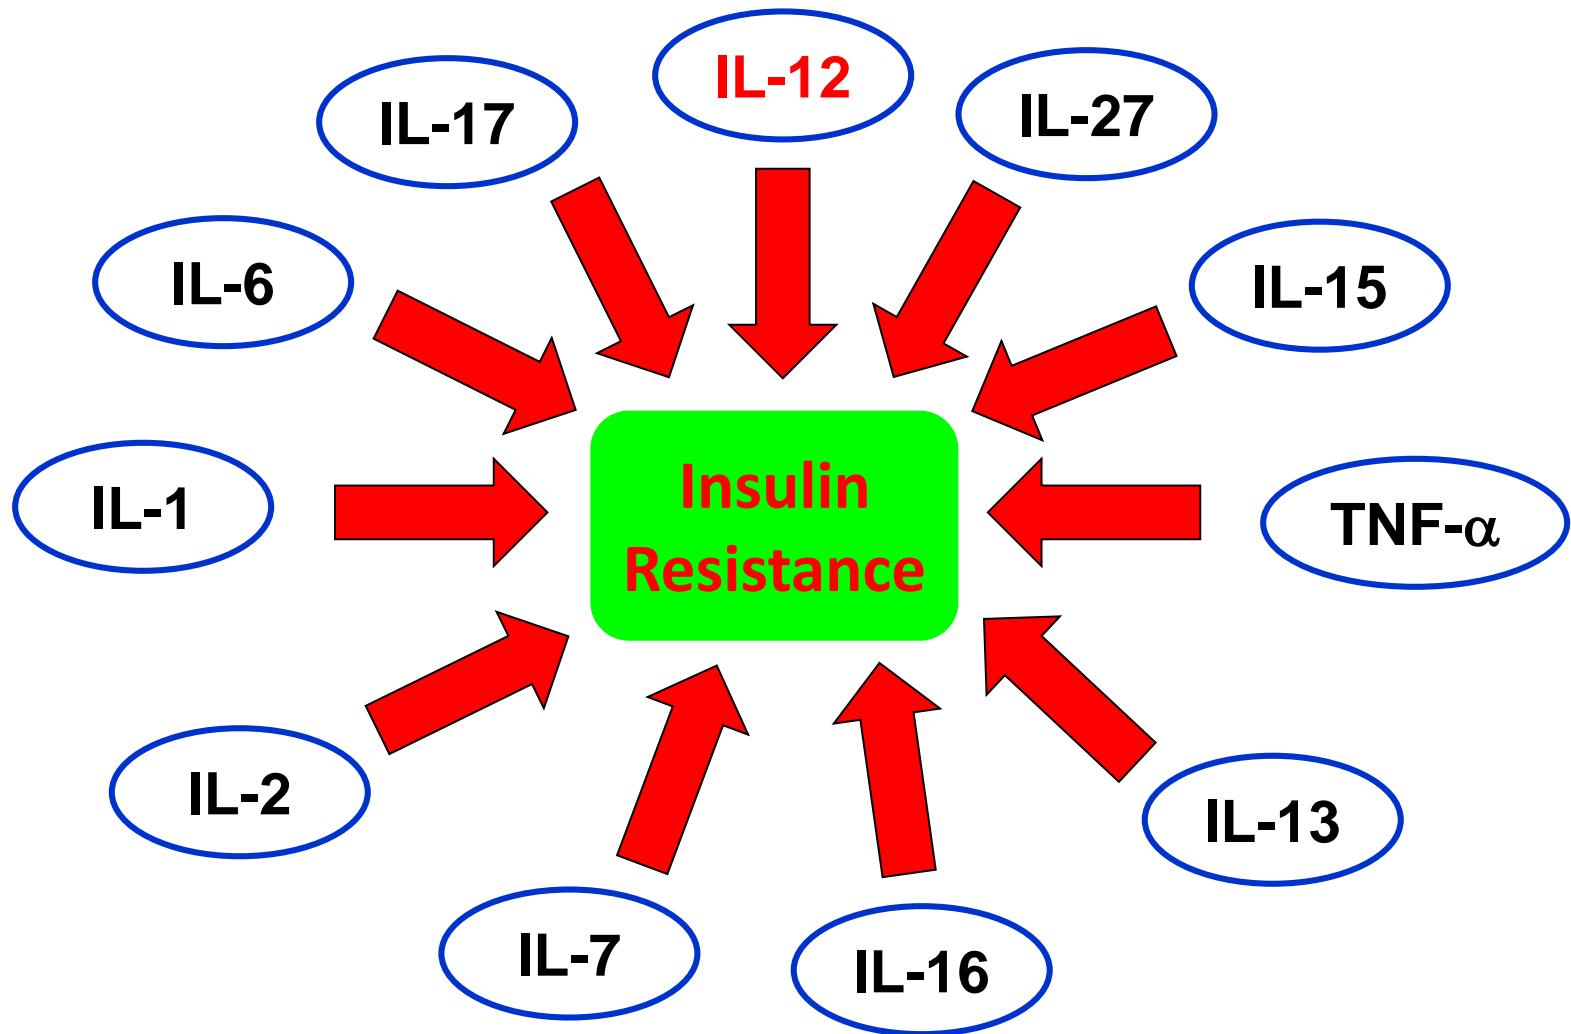 IL-12
IL-17
IL-27
IL-6
IL-15
Insulin
Resistance
IL-1
TNF-α
IL-2
IL-13
IL-7
IL-16